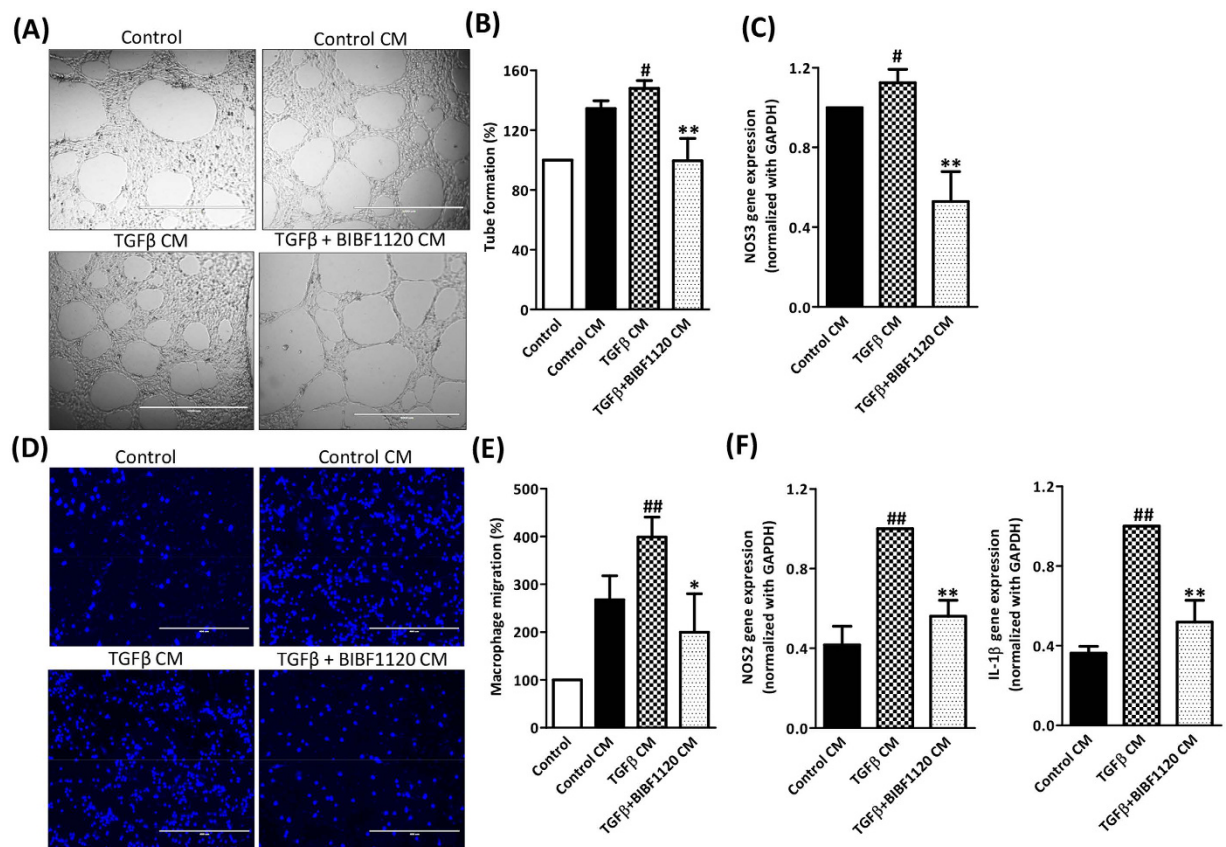 (A)
Control
Control CM
TGFβ CM
TGFβ + BIBF1120 CM
(B)
Tube formation (%)
160
120
80
40
0
#
**
Control
Control CM
TGFβ CM
TGFβ+BIBF1120 CM
(C)
NOS3 gene expression
(normalized with GAPDH)
1.2
0.8
0.4
0.0
#
**
Control CM
TGFβ CM
TGFβ+BIBF1120 CM
(D)
Control
Control CM
TGFβ CM
TGFβ + BIBF1120 CM
(E)
Macrophage migration (%)
500
400
300
200
100
0
##
*
Control
Control CM
TGFβ CM
TGFβ+BIBF1120 CM
(F)
NOS2 gene expression
(normalized with GAPDH)
1.2
0.8
0.4
0.0
##
**
Control CM
TGFβ CM
TGFβ+BIBF1120 CM
IL-1β gene expression
(normalized with GAPDH)
1.2
0.8
0.4
0.0
##
**
Control CM
TGFβ CM
TGFβ+BIBF1120 CM